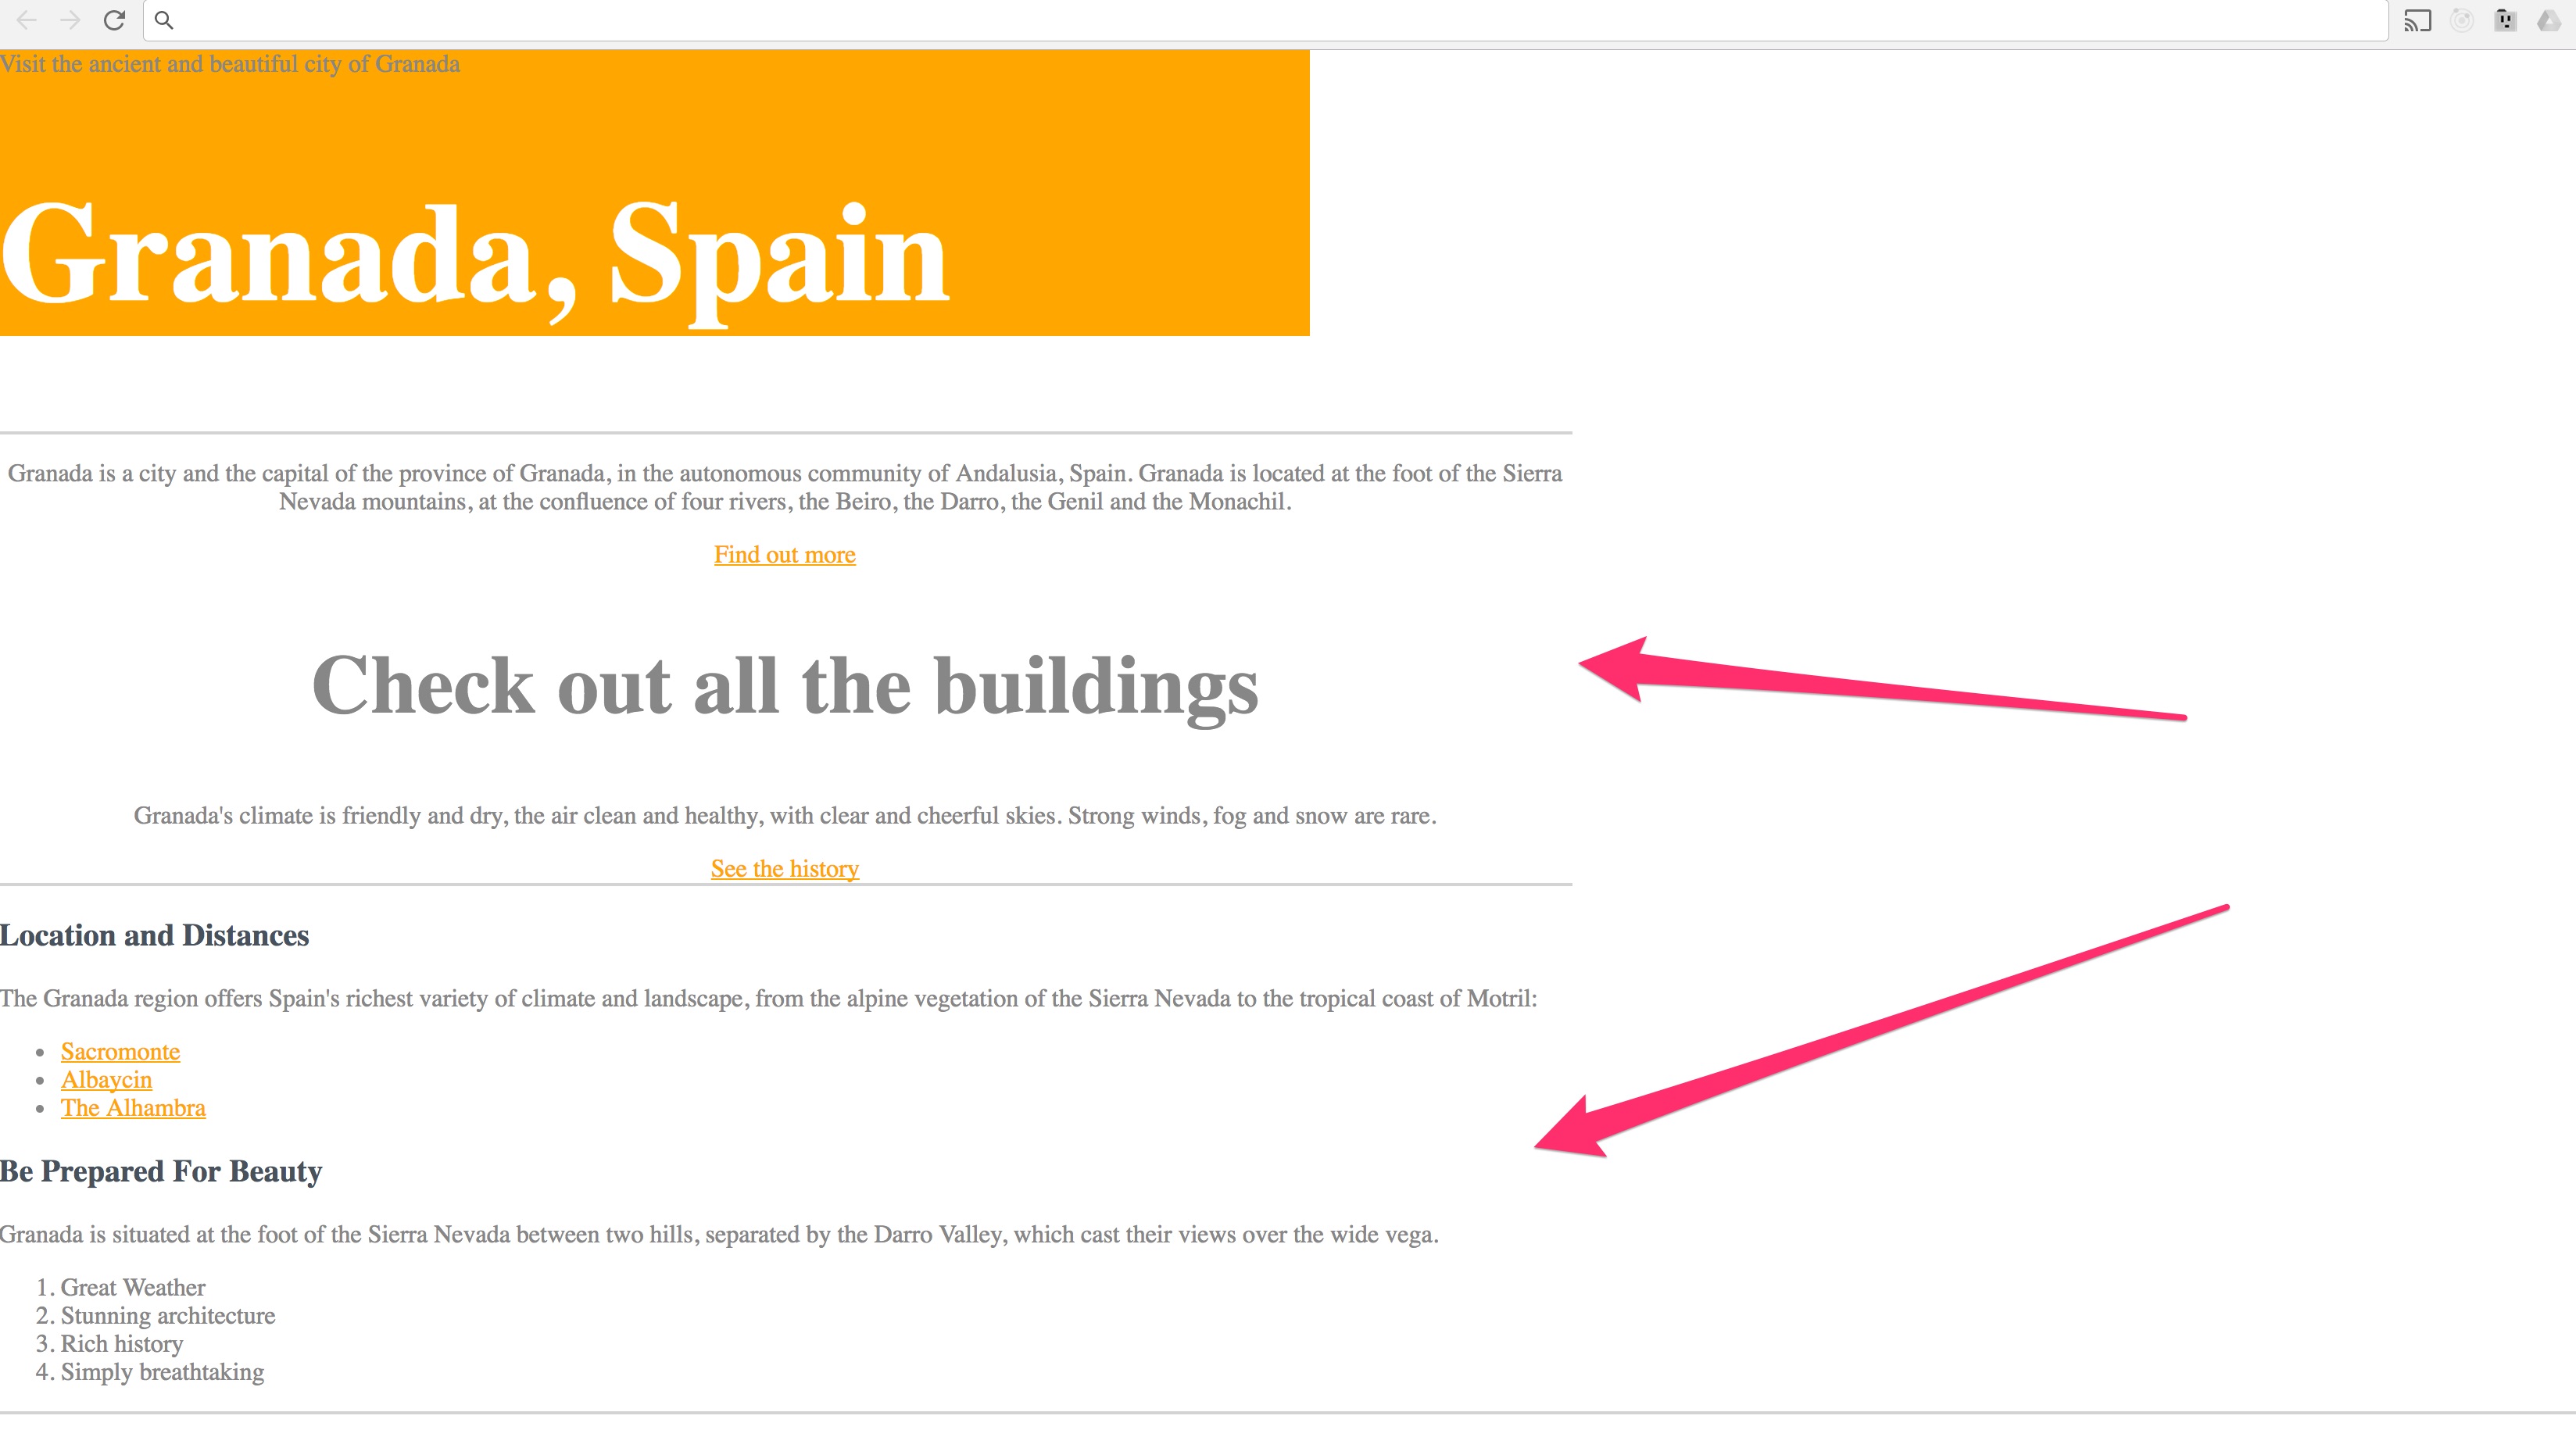 Visit the ancient and beautiful city of Granada
Granada, Spain
Granada is a city and the capital of the province of Granada, in the autonomous community of Andalusia, Spain. Granada is located at the foot of the Sierra
Nevada mountains, at the confluence of four rivers, the Beiro, the Darro, the Genil and the Monachil.
Find out more
Check out all the buildings
Granada's climate is friendly and dry, the air clean and healthy, with clear and cheerful skies. Strong winds, fog and snow are rare.
See the history
Location and Distances
The Granada region offers Spain's richest variety of climate and landscape, from the alpine vegetation of the Sierra Nevada to the tropical coast of Motril:
• Sacromonte
• Albaycin
• The Alhambra
Be Prepared For Beauty
Granada is situated at the foot of the Sierra Nevada between two hills, separated by the Darro Valley, which cast their views over the wide vega.
1. Great Weather
2. Stunning architecture
3. Rich history
4. Simply breathtaking